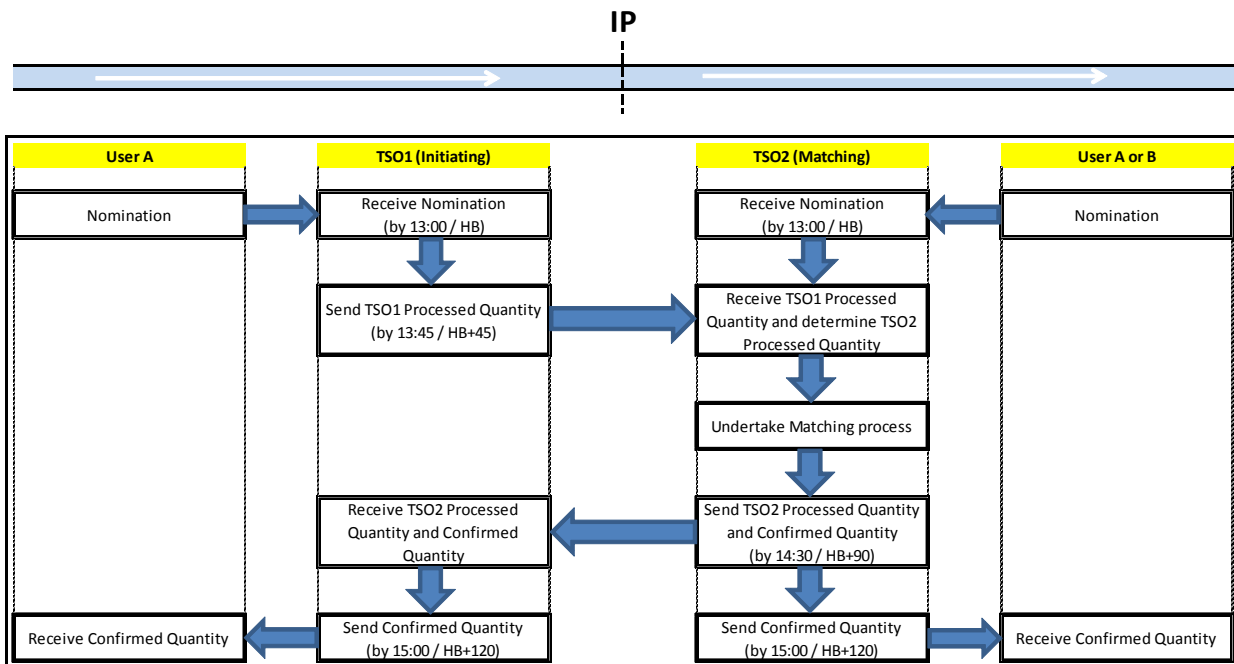 IP
User A
TSO1 (Initiating)
TSO2 (Matching)
User A or B
Nomination
Receive Nomination
(by 13:00 / HB)
Receive Nomination
(by 13:00 / HB)
Nomination
Send TSO1 Processed Quantity
(by 13:45 / HB+45)
Receive TSO1 Processed
Quantity and determine TSO2
Processed Quantity
Undertake Matching process
Receive TSO2 Processed
Quantity and Confirmed
Quantity
Send TSO2 Processed Quantity
and Confirmed Quantity
(by 14:30 / HB+90)
Receive Confirmed Quantity
Send Confirmed Quantity
(by 15:00 / HB+120)
Send Confirmed Quantity
(by 15:00 / HB+120)
Receive Confirmed Quantity